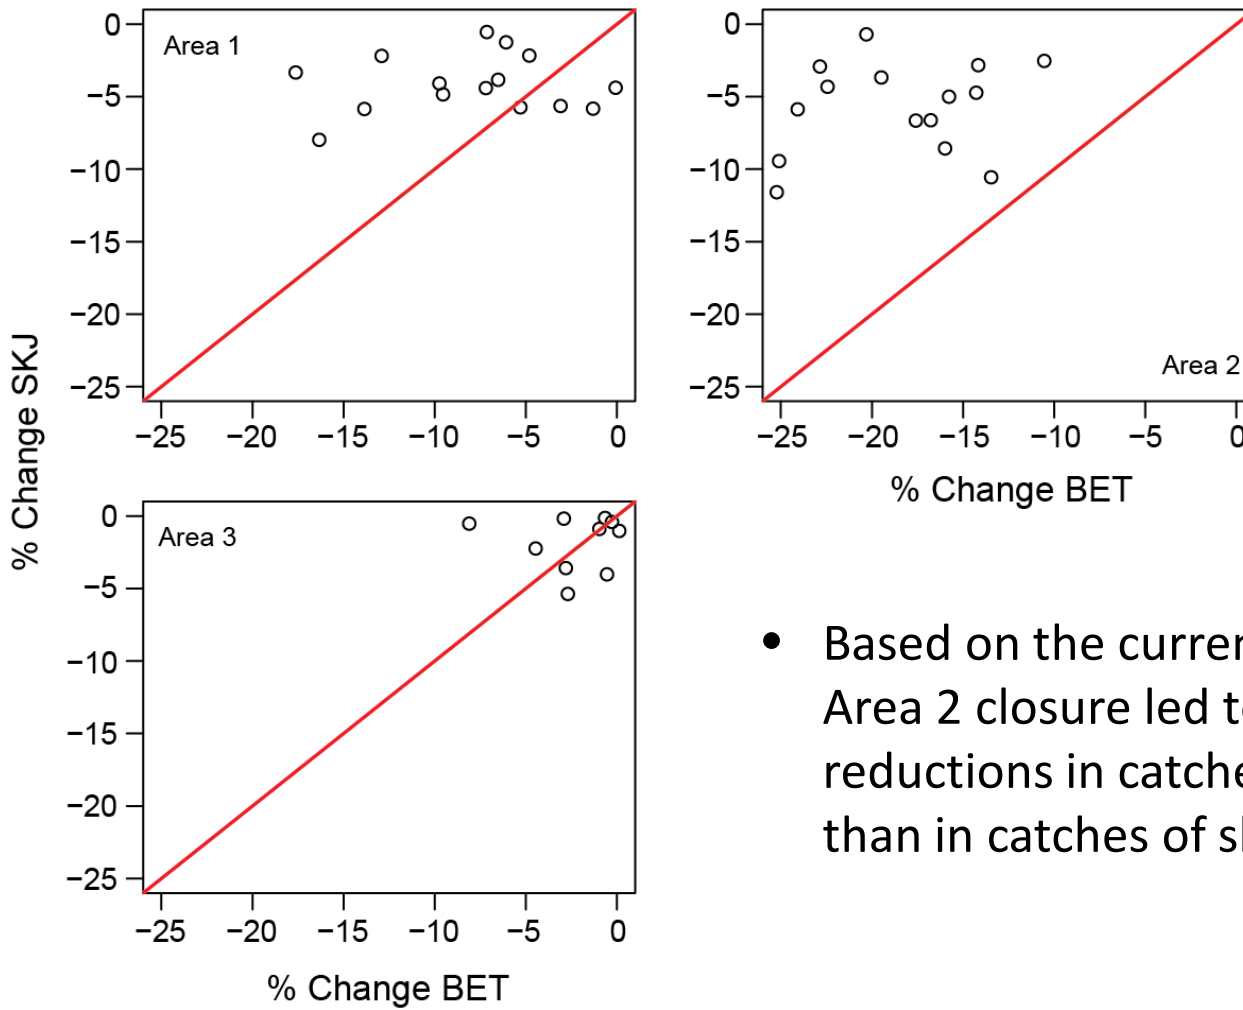 0
−5
−10
−15
−20
−25
Area 1
−25 −20 −15 −10 −5 0
0
−5
−10
−15
−20
−25
Area 2
−25 −20 −15 −10 −5 0
% Change BET
% Change SKJ
0
−5
−10
−15
−20
−25
Area 3
−25 −20 −15 −10 −5 0
% Change BET
• Based on the
Area 2 closure led
reductions in
than in catches of